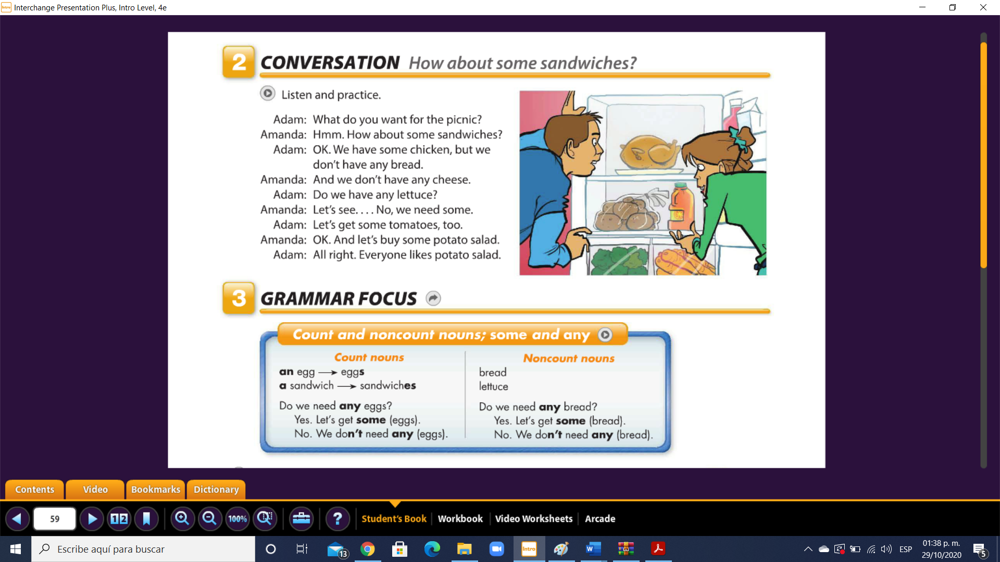 Intro Interchange Presentation Plus, Intro Level, 4e
2 CONVERSATION How about some sandwiches?
Listen and practice.
Adam: What do you want for the picnic?
Amanda: Hmm. How about some sandwiches?
Adam: OK. We have some chicken, but we
don't have any bread.
Amanda: And we don't have any cheese.
Adam: Do we have any lettuce?
Amanda: Let's see. . . . No, we need some.
Adam: Let's get some tomatoes, too.
Amanda: OK. And let's buy some potato salad.
Adam: All right. Everyone likes potato salad.
3 GRAMMAR FOCUS
Count and noncount nouns; some and any
Count nouns
an egg → eggs
a sandwich → sandwiches
Do we need any eggs?
Yes. Let's get some (eggs).
No. We don't need any (eggs).
Noncount nouns
bread
lettuce
Do we need any bread?
Yes. Let's get some (bread).
No. We don't need any (bread).
Contents Video Bookmarks Dictionary
59 12 100% ? Student's Book Workbook Video Worksheets Arcade
Escribe aquí para buscar 13 Intro W ESP 01:38 p. m.
29/10/2020 5